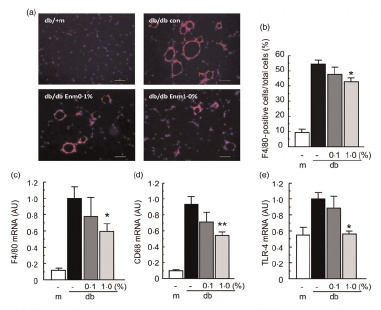 (a)
db/+m
db/db con
db/db Enm0·1%
db/db Enm1·0%
(b)
F4/80-positive cells/total cells (%)
60
50
40
30
20
10
0
*
- - 0·1 1·0 (%)
m db
(c)
F4/80 mRNA (AU)
1·2
1·0
0·8
0·6
0·4
0·2
0
*
- - 0·1 1·0 (%)
m db
(d)
CD68 mRNA (AU)
1·2
1·0
0·8
0·6
0·4
0·2
0
**
- - 0·1 1·0 (%)
m db
(e)
TLR-4 mRNA (AU)
1·2
1·0
0·8
0·6
0·4
0·2
0
*
- - 0·1 1·0 (%)
m db